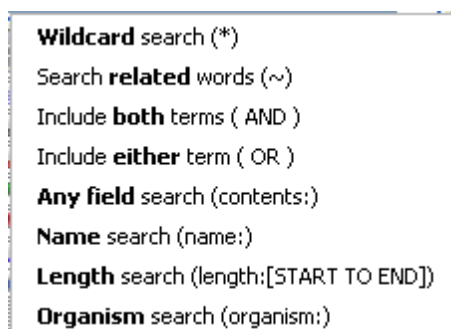 Wildcard search (*)
Search related words (~)
Include both terms ( AND )
Include either term ( OR )
Any field search (contents:)
Name search (name:)
Length search (length:[START TO END])
Organism search (organism:)